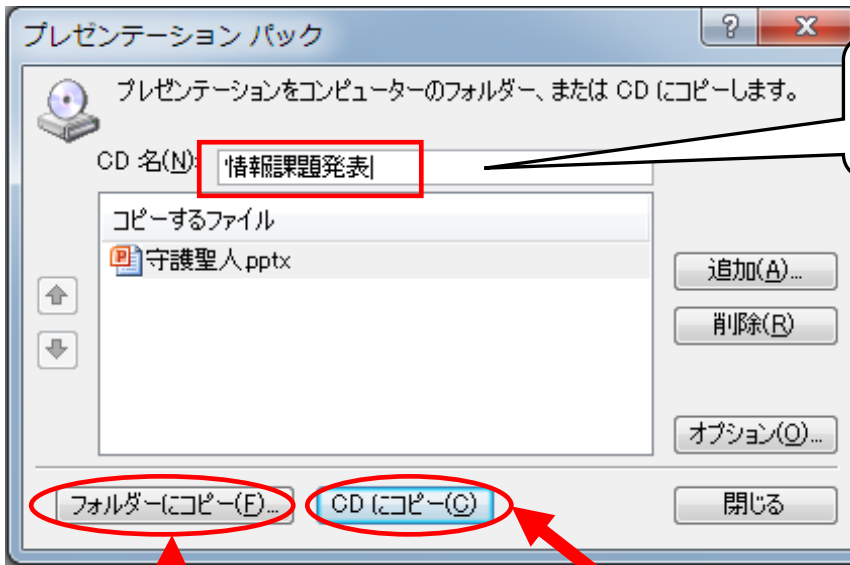 プレゼンテーション パック
プレゼンテーションをコンピューターのフォルダー、または CD にコピーします。
CD 名(N):
情報課題発表
コピーするファイル
守護聖人.pptx
追加(A)...
削除(R)
オプション(O)...
フォルダーにコピー(F)...
CD にコピー(C)
閉じる